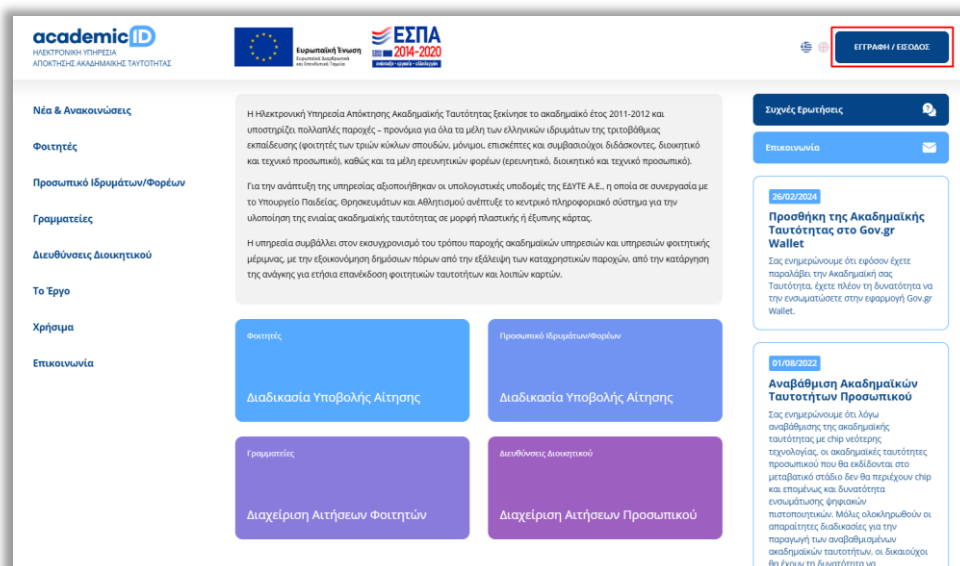 academicID
ΗΛΕΚΤΡΟΝΙΚΗ ΥΠΗΡΕΣΙΑ
ΑΠΟΚΤΗΣΗΣ ΑΚΑΔΗΜΑΪΚΗΣ ΤΑΥΤΟΤΗΤΑΣ
Ευρωπαϊκή Ένωση
Ευρωπαϊκά Διαρθρωτικά
και Επενδυτικά Ταμεία
ΕΣΠΑ
2014-2020
ανάπτυξη - εργασία - αλληλεγγύη
ΕΓΓΡΑΦΗ / ΕΙΣΟΔΟΣ
Νέα & Ανακοινώσεις
Φοιτητές
Προσωπικό Ιδρυμάτων/Φορέων
Γραμματείες
Διευθύνσεις Διοικητικού
Το Έργο
Χρήσιμα
Επικοινωνία
Η Ηλεκτρονική Υπηρεσία Απόκτησης Ακαδημαϊκής Ταυτότητας ξεκίνησε το ακαδημαϊκό έτος 2011-2012 και
υποστηρίζει πολλαπλές παροχές – προνόμια για όλα τα μέλη των ελληνικών ιδρυμάτων της τριτοβάθμιας
εκπαίδευσης (φοιτητές των τριών κύκλων σπουδών, μόνιμοι, επισκέπτες και συμβασιούχοι διδάσκοντες, διοικητικό
και τεχνικό προσωπικό), καθώς και τα μέλη ερευνητικών φορέων (ερευνητικό, διοικητικό και τεχνικό προσωπικό).
Για την ανάπτυξη της υπηρεσίας αξιοποιήθηκαν οι υπολογιστικές υποδομές της ΕΔΥΤΕ Α.Ε., η οποία σε συνεργασία με
το Υπουργείο Παιδείας, Θρησκευμάτων και Αθλητισμού ανέπτυξε το κεντρικό πληροφοριακό σύστημα για την
υλοποίηση της ενιαίας ακαδημαϊκής ταυτότητας σε μορφή πλαστικής ή έξυπνης κάρτας.
Η υπηρεσία συμβάλλει στον εκσυγχρονισμό του τρόπου παροχής ακαδημαϊκών υπηρεσιών και υπηρεσιών φοιτητικής
μέριμνας, με την εξοικονόμηση δημόσιων πόρων από την εξάλειψη των καταχρηστικών παροχών, από την κατάργηση
της ανάγκης για ετήσια επανέκδοση φοιτητικών ταυτοτήτων και λοιπών καρτών.
Φοιτητές
Διαδικασία Υποβολής Αίτησης
Προσωπικό Ιδρυμάτων/Φορέων
Διαδικασία Υποβολής Αίτησης
Γραμματείες
Διαχείριση Αιτήσεων Φοιτητών
Διευθύνσεις Διοικητικού
Διαχείριση Αιτήσεων Προσωπικού
Συχνές Ερωτήσεις
Επικοινωνία
26/02/2024
Προσθήκη της Ακαδημαϊκής
Ταυτότητας στο Gov.gr
Wallet
Σας ενημερώνουμε ότι εφόσον έχετε
παραλάβει την Ακαδημαϊκή σας
Ταυτότητα, έχετε πλέον τη δυνατότητα να
την ενσωματώσετε στην εφαρμογή Gov.gr
Wallet.
01/08/2022
Αναβάθμιση Ακαδημαϊκών
Ταυτοτήτων Προσωπικού
Σας ενημερώνουμε ότι λόγω
αναβάθμισης της ακαδημαϊκής
ταυτότητας με chip νεότερης
τεχνολογίας, οι ακαδημαϊκές ταυτότητες
προσωπικού που θα εκδίδονται στο
μεταβατικό στάδιο δεν θα περιέχουν chip
και επομένως και δυνατότητα
ενσωμάτωσης ψηφιακών
πιστοποιητικών. Μόλις ολοκληρωθούν οι
απαραίτητες διαδικασίες για την
παραγωγή των αναβαθμισμένων
ακαδημαϊκών ταυτοτήτων, οι δικαιούχοι
θα έχουν τη δυνατότητα να